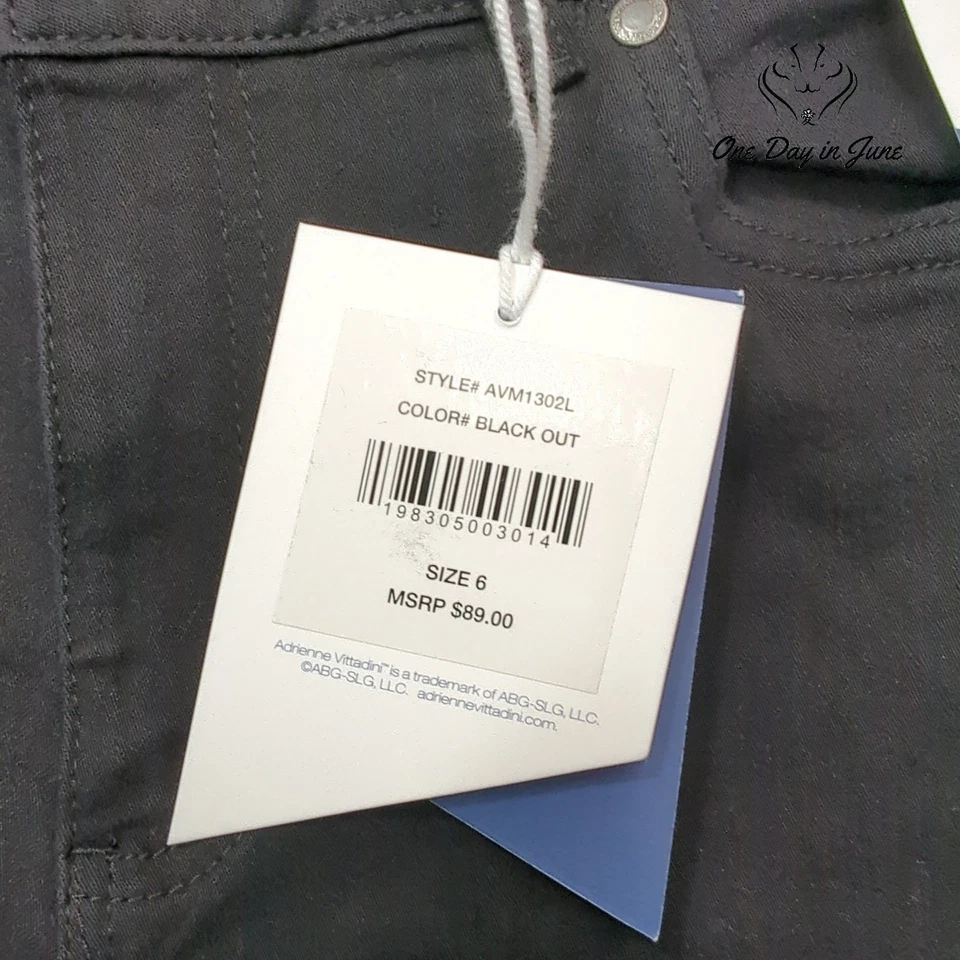 One Day in June
STYLE# AVM1302L
COLOR# BLACK OUT
198305003014
SIZE 6
MSRP $89.00
Adrienne Vittadini™ is a trademark of ABG-SLG, LLC.
©ABG-SLG, LLC. adriennevittadini.com.